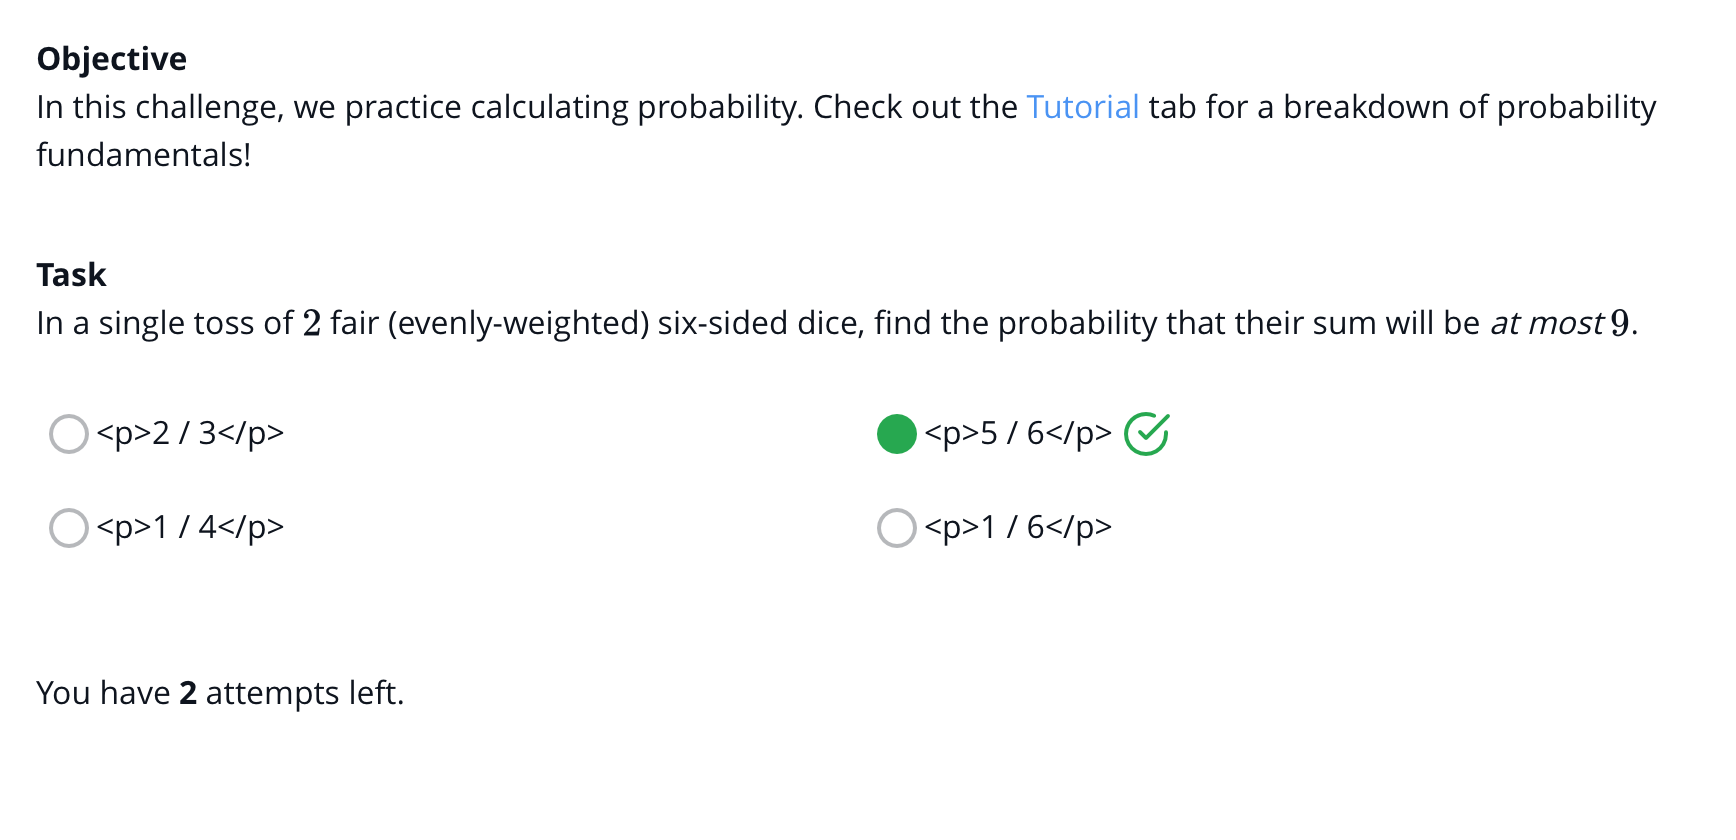 Objective
In this challenge, we practice calculating probability. Check out the Tutorial tab for a breakdown of probability
fundamentals!
Task
In a single toss of 2 fair (evenly-weighted) six-sided dice, find the probability that their sum will be at most 9.
<p>2 / 3</p>
<p>5 / 6</p>
<p>1 / 4</p>
<p>1 / 6</p>
You have 2 attempts left.